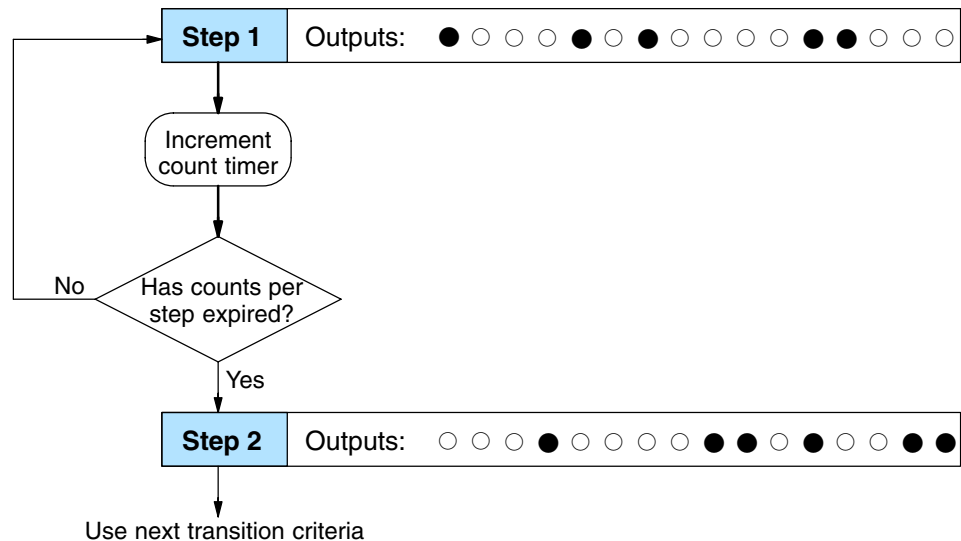 Step 1 Outputs:
Increment
count timer
No
Has counts per
step expired?
Yes
Step 2 Outputs:
Use next transition criteria